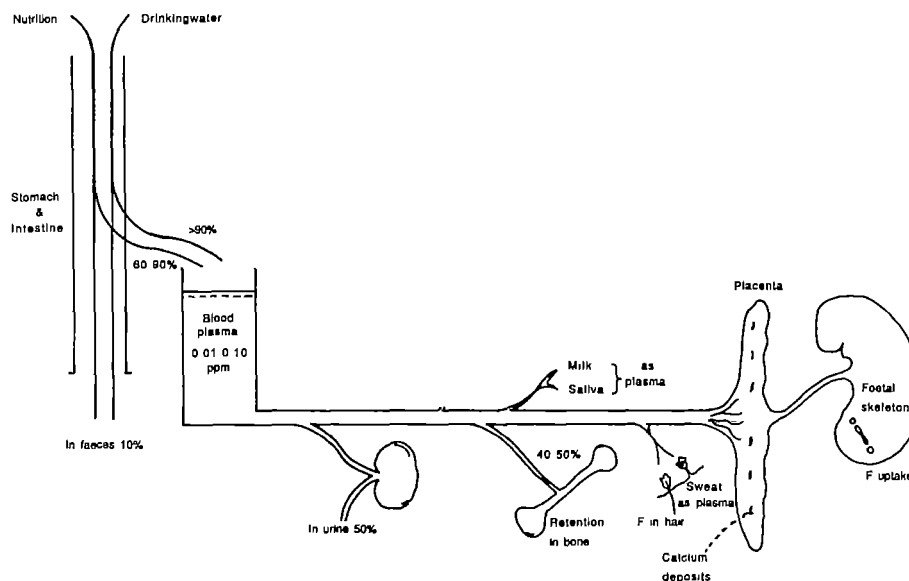 Nutrition
Drinkingwater
Stomach
&
Intestine
>90%
60 90%
Blood
plasma
0 01 0 10
ppm
In faeces 10%
In urine 50%
Milk
Saliva
as
plasma
40 50%
Retention
in bone
Sweat
as plasma
F in hair
Placenta
Calcium
deposits
Foetal
skeleton
F uptake